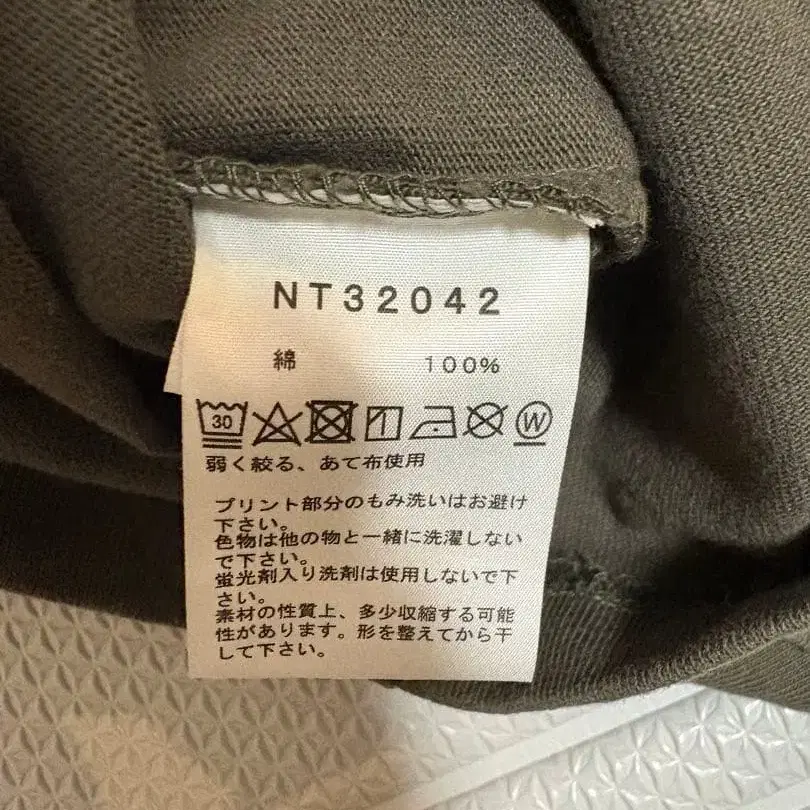 NT32042
綿 100%
30 W
弱く絞る、あて布使用
プリント部分のもみ洗いはお避け
下さい。
色物は他の物と一緒に洗濯しない
で下さい。
蛍光剤入り洗剤は使用しないで下
さい。
素材の性質上、多少収縮する可能
性があります。形を整えてから干
して下さい。